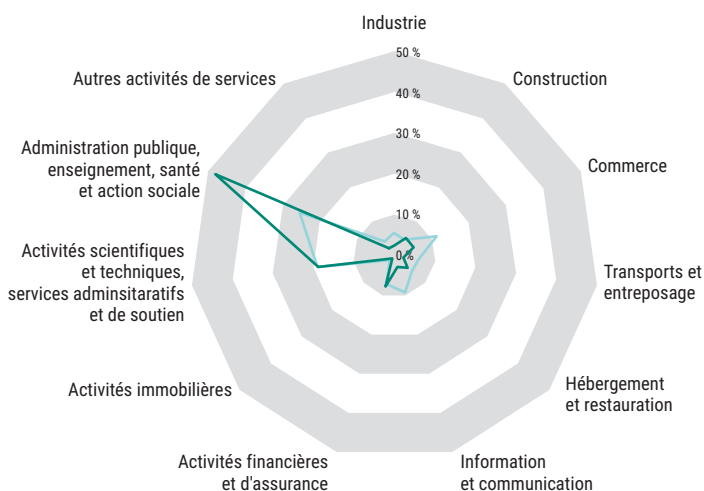 Industrie
50 %
40 %
30 %
20 %
10 %
0 %
Construction
Commerce
Transports et
entreposage
Hébergement
et restauration
Information
et communication
Activités financières
et d'assurance
Activités immobilières
Activités scientifiques
et techniques,
services adminsitaratifs
et de soutien
Administration publique,
enseignement, santé
et action sociale
Autres activités de services